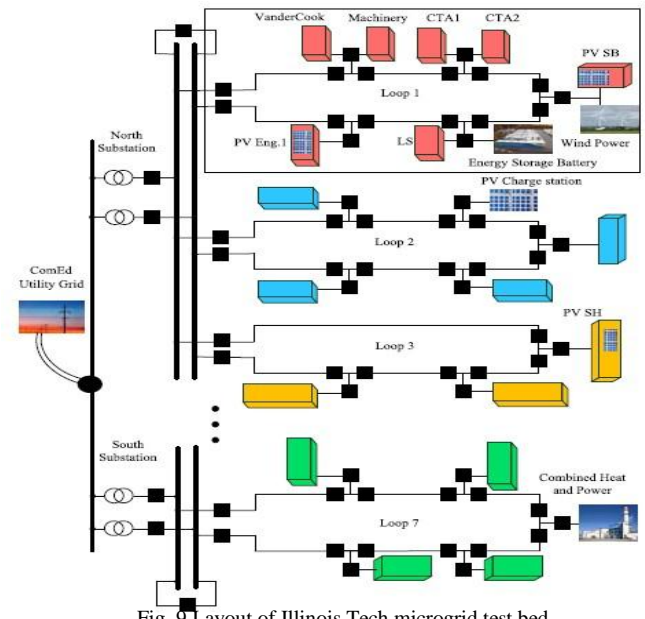 VanderCook
Machinery
CTA1
CTA2
PV SB
Loop 1
North
Substation
PV Eng.1
LS
Wind Power
Energy Storage Battery
PV Charge station
Loop 2
ComEd
Utility Grid
PV SH
Loop 3
South
Substation
Combined Heat
and Power
Loop 7
Fig. 9 Layout of Illinois Tech microgrid test bed